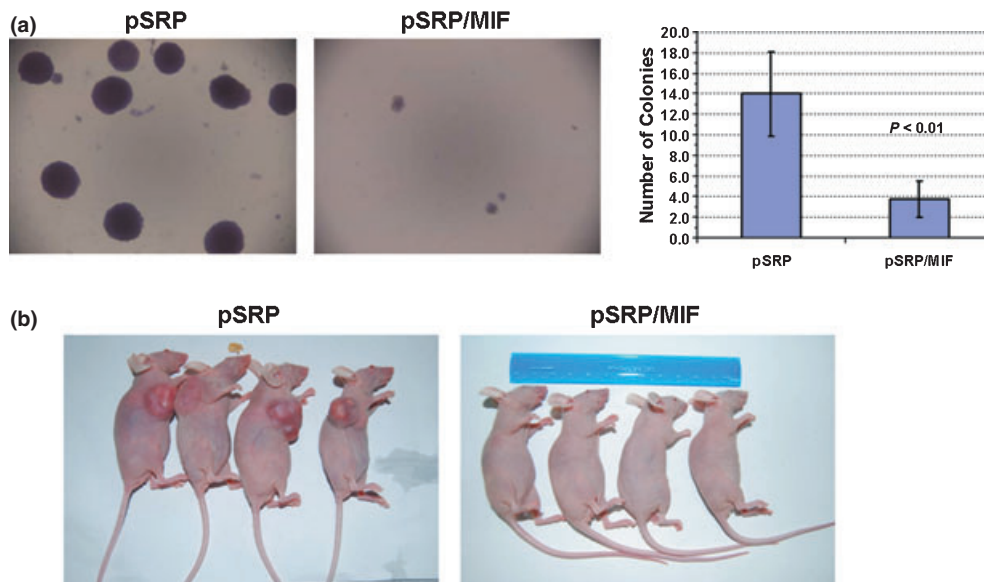 (a)
pSRP
pSRP/MIF
Number of Colonies
20.0
18.0
16.0
14.0
12.0
10.0
8.0
6.0
4.0
2.0
0.0
P < 0.01
pSRP
pSRP/MIF
(b)
pSRP
pSRP/MIF